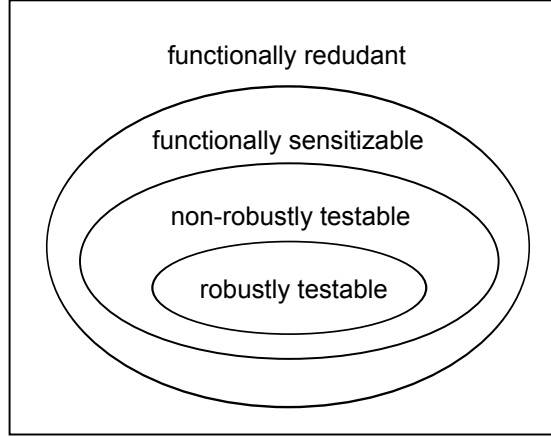 functionally redudant
functionally sensitizable
non-robustly testable
robustly testable